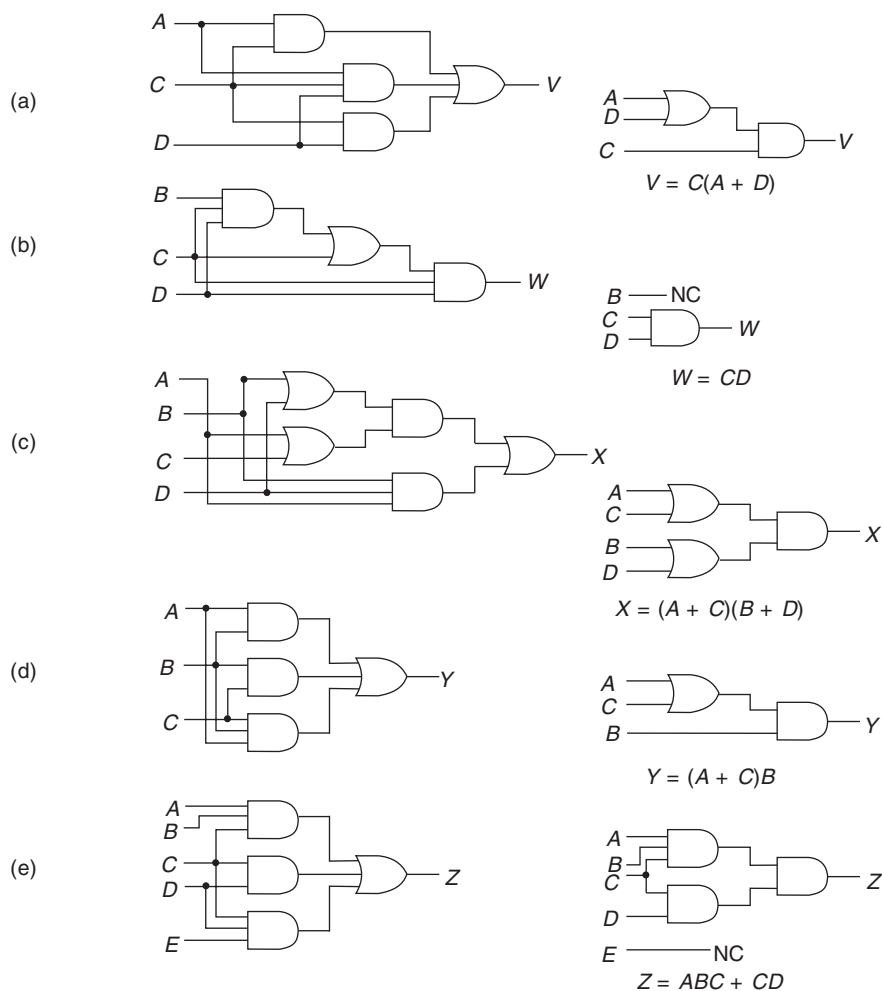 A
C
D
V
(a)
A
D
C
V
V = C(A + D)
B
C
D
W
(b)
B NC
C
D
W
W = CD
A
B
C
D
X
(c)
A
C
B
D
X
X = (A + C)(B + D)
A
B
C
Y
(d)
A
C
B
Y
Y = (A + C)B
A
B
C
D
E
Z
(e)
A
B
C
D
Z
E NC
Z = ABC + CD